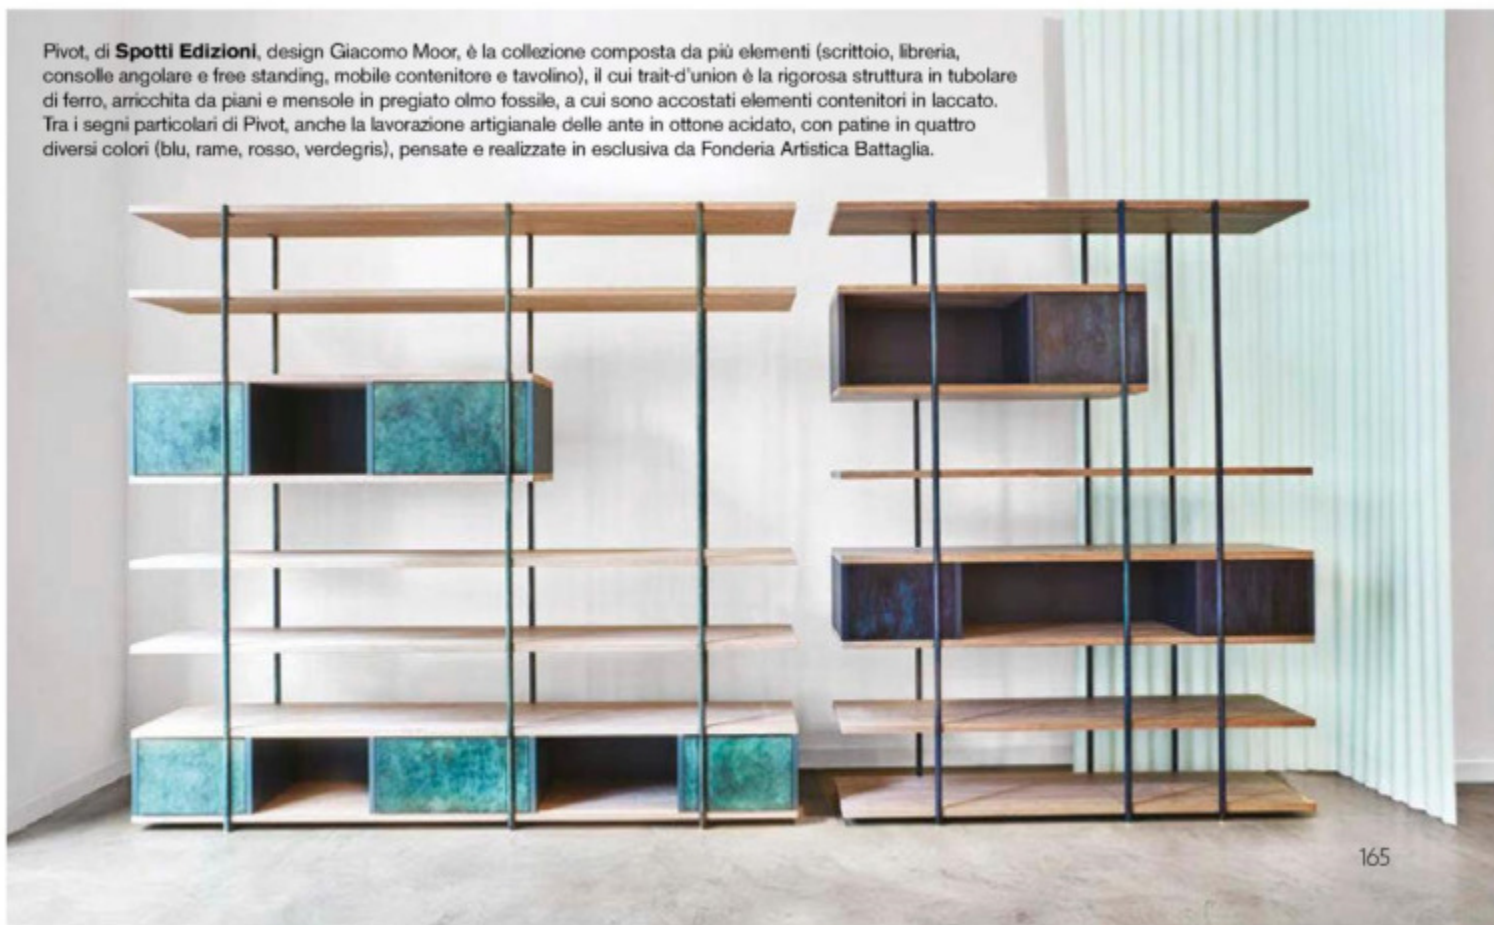 Pivot, di Spotti Edizioni, design Giacomo Moor, è la collezione composta da più elementi (scrittoio, libreria,
consolle angolare e free standing, mobile contenitore e tavolino), il cui trait-d'union è la rigorosa struttura in tubolare
di ferro, arricchita da piani e mensole in pregiato olmo fossile, a cui sono accostati elementi contenitori in laccato.
Tra i segni particolari di Pivot, anche la lavorazione artigianale delle ante in ottone acidato, con patine in quattro
diversi colori (blu, rame, rosso, verdegris), pensate e realizzate in esclusiva da Fonderia Artistica Battaglia.
165